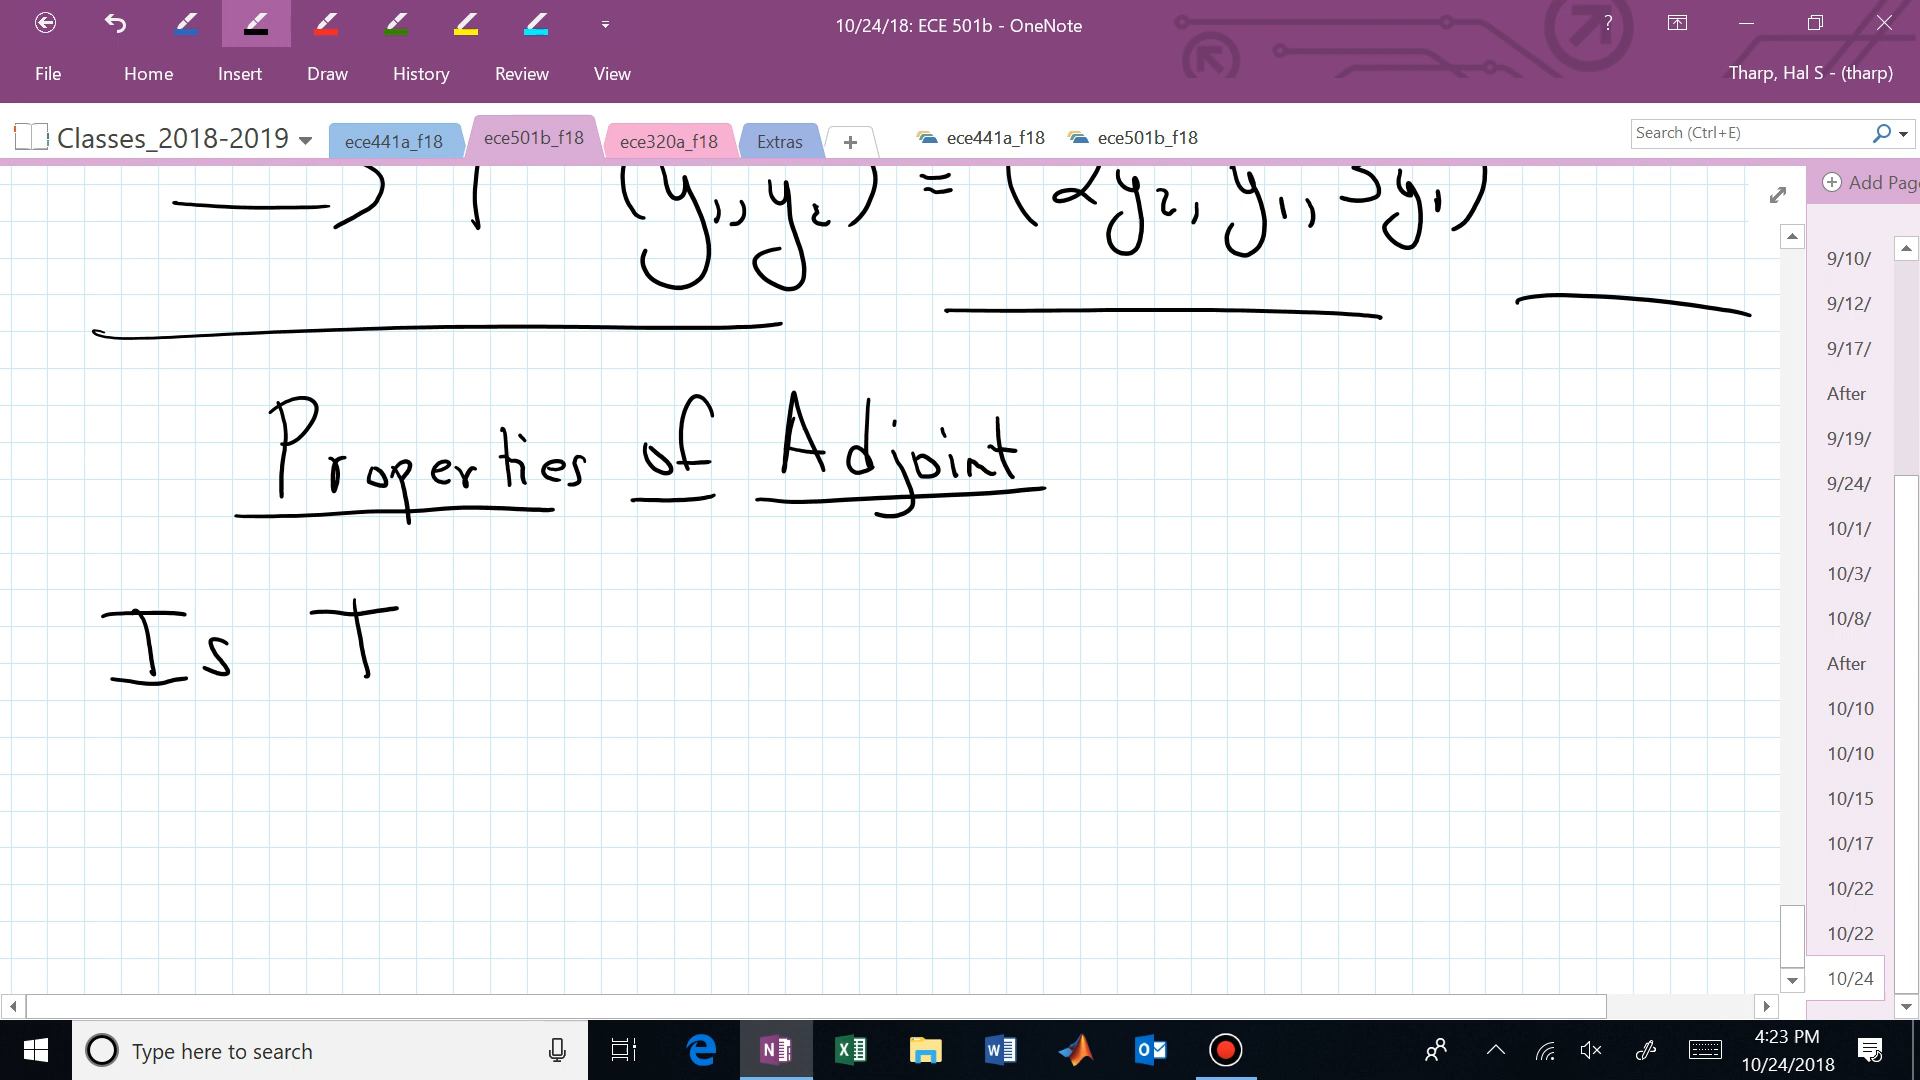 10/24/18: ECE 501b - OneNote
?
File Home Insert Draw History Review View
Tharp, Hal S - (tharp)
Classes_2018-2019
ece441a_f18 ece501b_f18 ece320a_f18 Extras + ece441a_f18 ece501b_f18
Search (Ctrl+E)
Add Page
(y₁, y₂) = (2y₂, y₁, 3y₁)
Properties of Adjoint
Is T
9/10/
9/12/
9/17/
After
9/19/
9/24/
10/1/
10/3/
10/8/
After
10/10
10/10
10/15
10/17
10/22
10/22
10/24
Type here to search
4:23 PM
10/24/2018